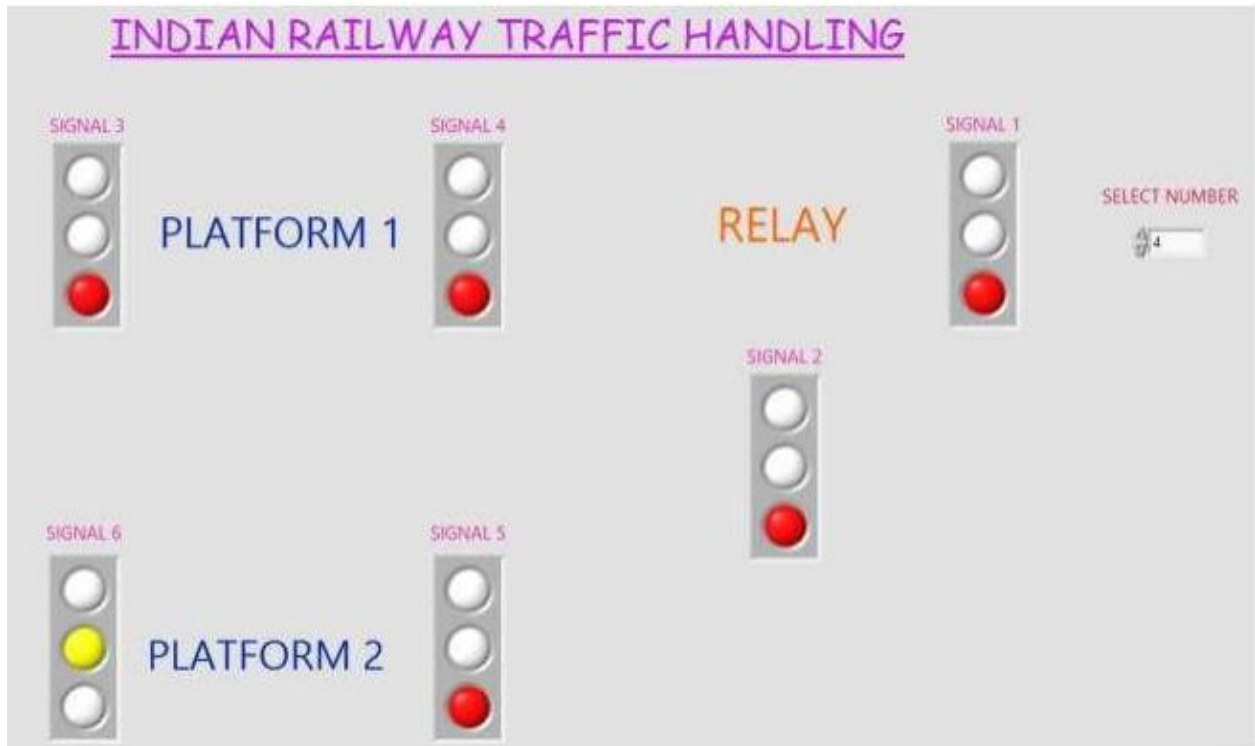 INDIAN RAILWAY TRAFFIC HANDLING
SIGNAL 3
SIGNAL 4
SIGNAL 1
SELECT NUMBER
PLATFORM 1
RELAY
4
SIGNAL 2
SIGNAL 6
SIGNAL 5
PLATFORM 2